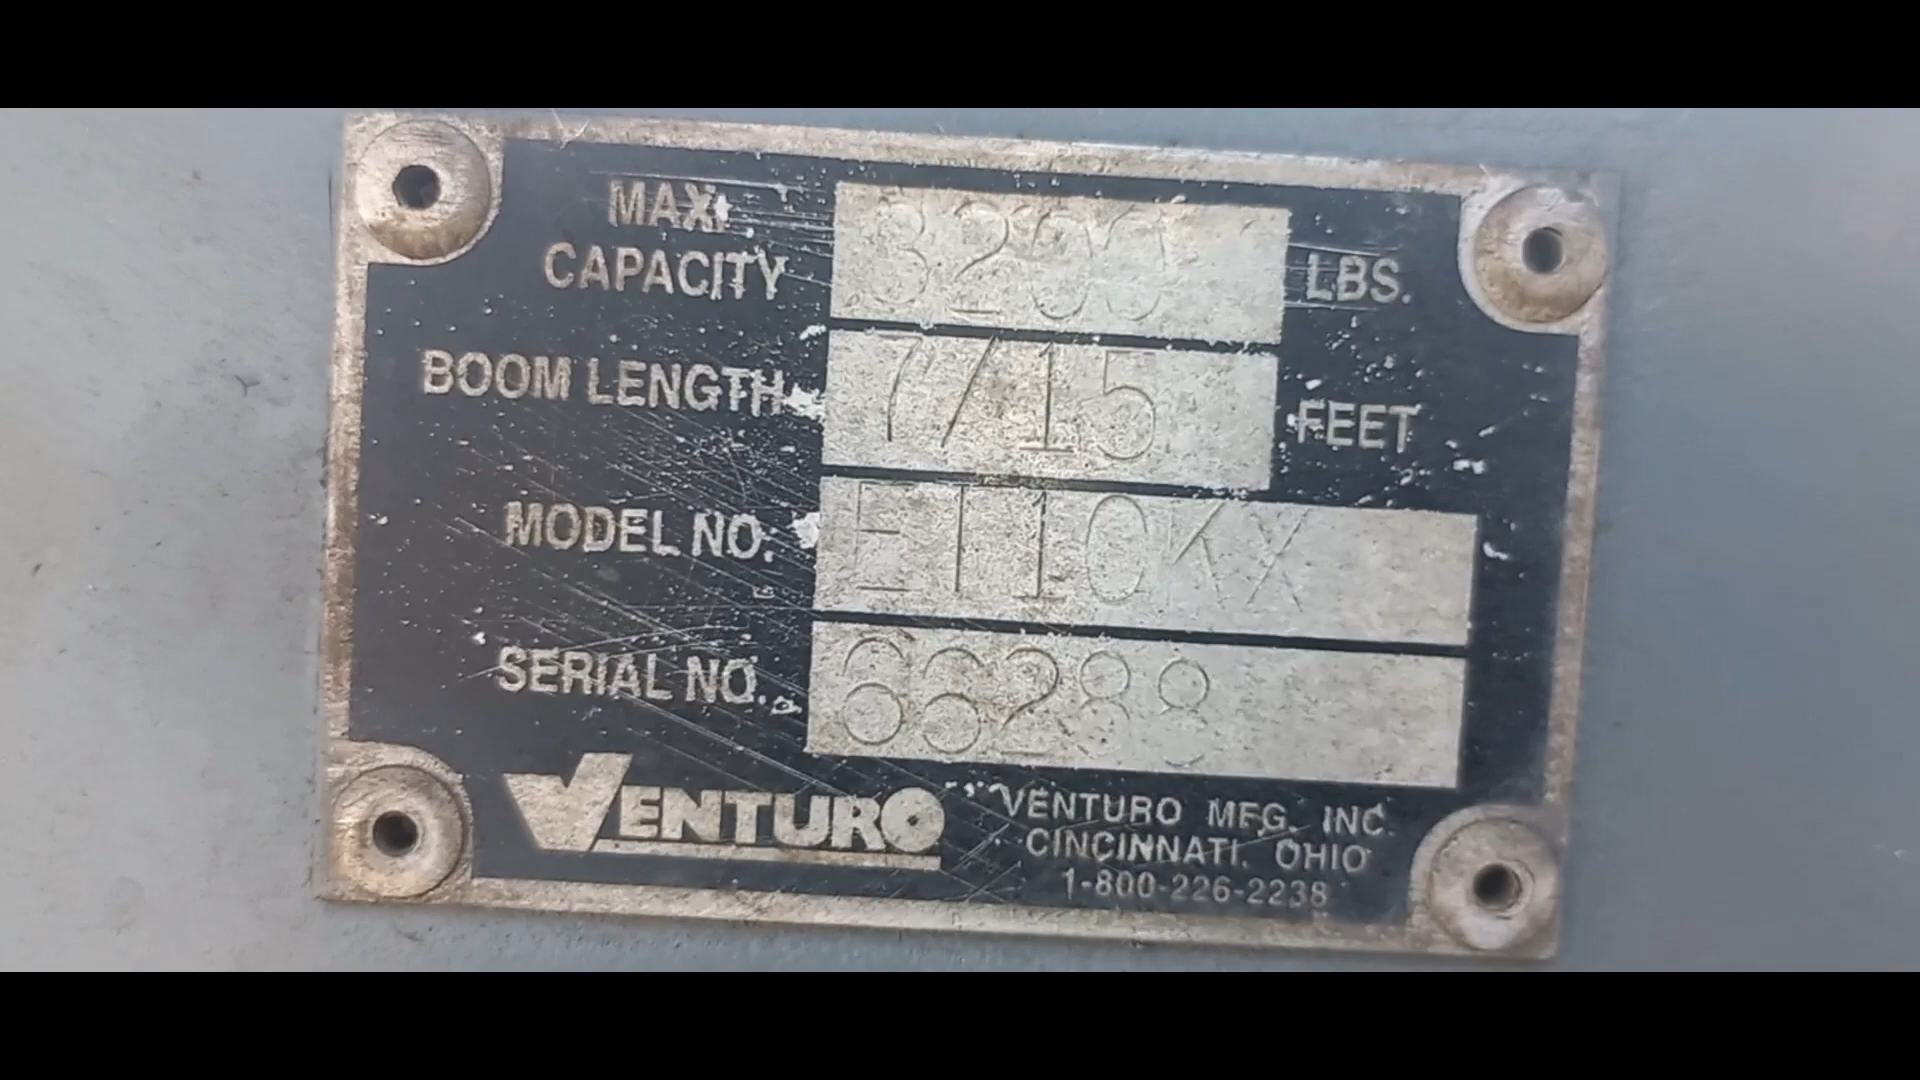 MAX.
CAPACITY 3200 LBS.
BOOM LENGTH 7/15 FEET
MODEL NO. ET10KX
SERIAL NO. 66288
VENTURO
VENTURO MFG. INC.
CINCINNATI, OHIO
1-800-226-2238